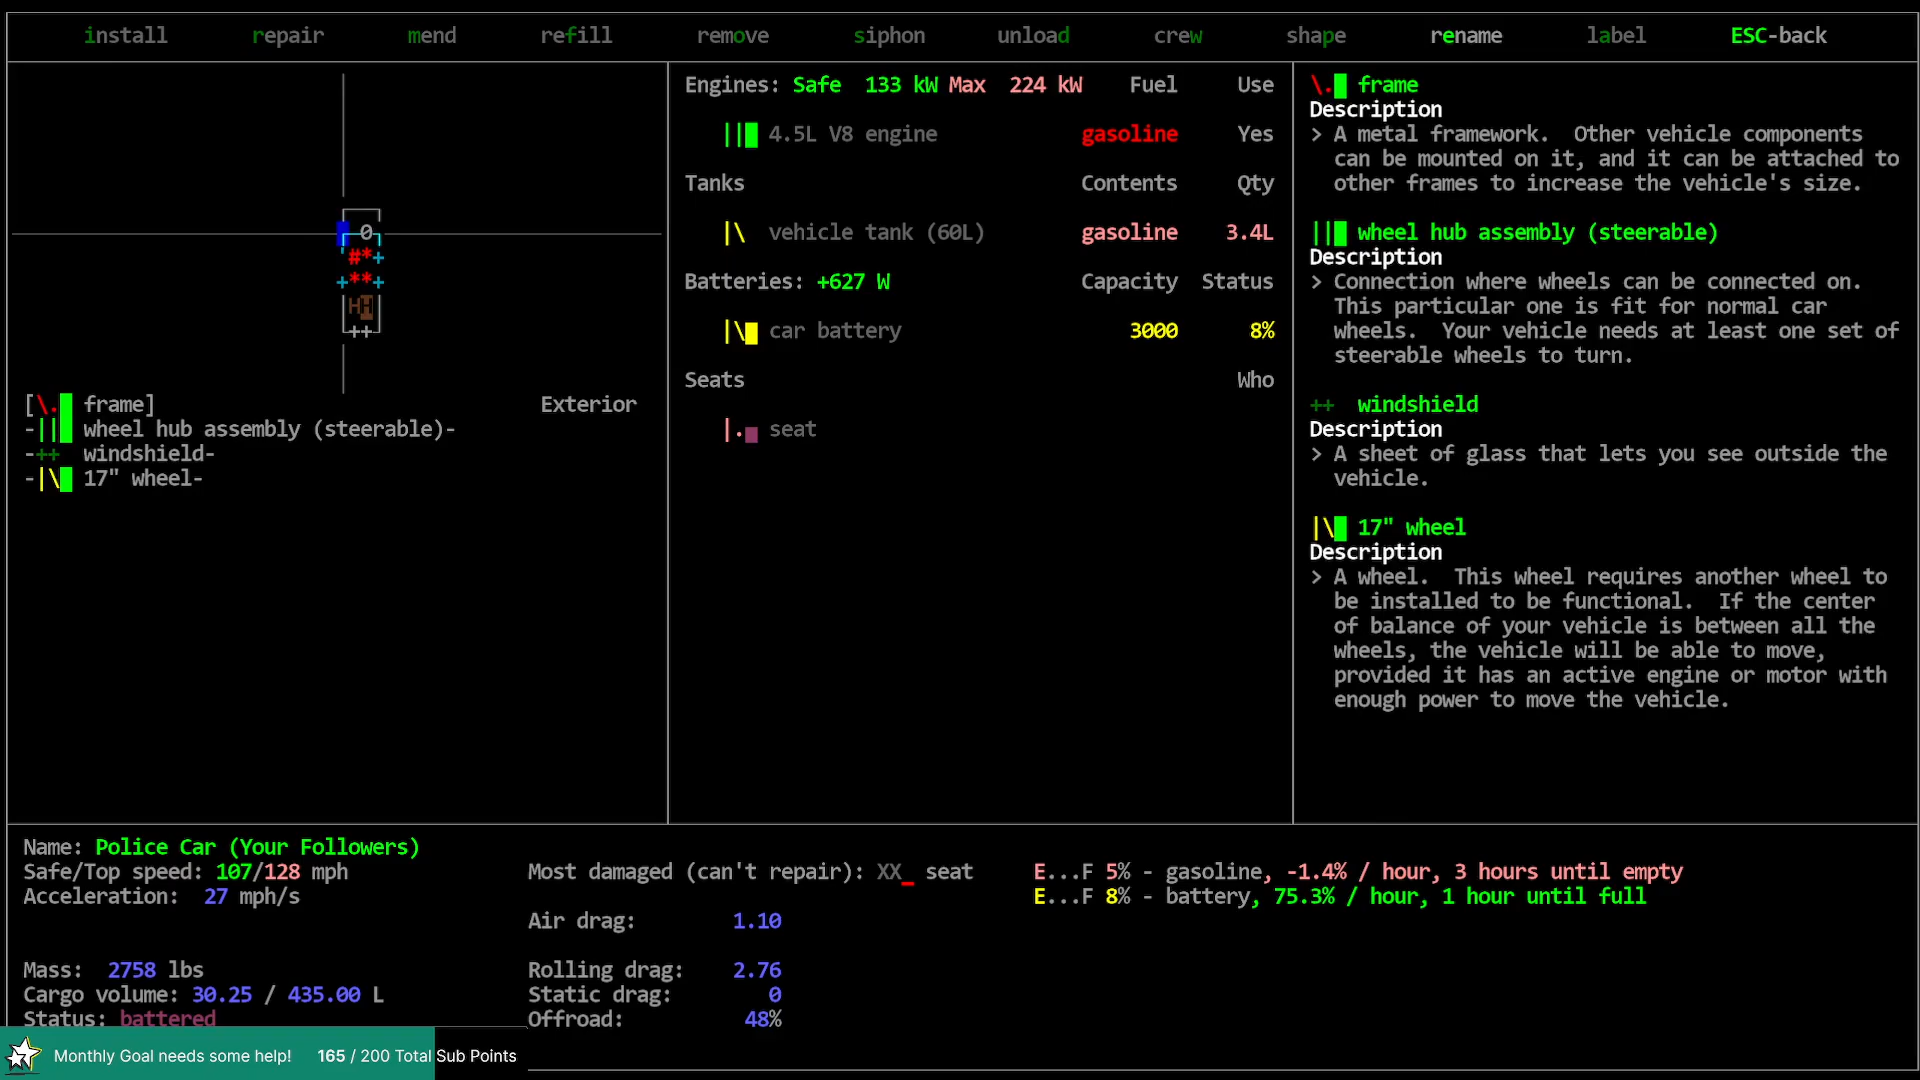 install repair mend refill remove siphon unload crew shape rename label ESC-back
0
#*+
+**+
HH
++
[\. frame] Exterior
-|| wheel hub assembly (steerable)-
-++ windshield-
-|\ 17" wheel-
Engines: Safe 133 kW Max 224 kW Fuel Use
|| 4.5L V8 engine gasoline Yes
Tanks Contents Qty
|\ vehicle tank (60L) gasoline 3.4L
Batteries: +627 W Capacity Status
|\ car battery 3000 8%
Seats Who
|. seat
\. frame
Description
> A metal framework. Other vehicle components
can be mounted on it, and it can be attached to
other frames to increase the vehicle's size.
|| wheel hub assembly (steerable)
Description
> Connection where wheels can be connected on.
This particular one is fit for normal car
wheels. Your vehicle needs at least one set of
steerable wheels to turn.
++ windshield
Description
> A sheet of glass that lets you see outside the
vehicle.
|\ 17" wheel
Description
> A wheel. This wheel requires another wheel to
be installed to be functional. If the center
of balance of your vehicle is between all the
wheels, the vehicle will be able to move,
provided it has an active engine or motor with
enough power to move the vehicle.
Name: Police Car (Your Followers)
Safe/Top speed: 107/128 mph
Acceleration: 27 mph/s
Mass: 2758 lbs
Cargo volume: 30.25 / 435.00 L
Status: battered
Most damaged (can't repair): XX_ seat
Air drag: 1.10
Rolling drag: 2.76
Static drag: 0
Offroad: 48%
E...F 5% - gasoline, -1.4% / hour, 3 hours until empty
E...F 8% - battery, 75.3% / hour, 1 hour until full
Monthly Goal needs some help! 165 / 200 Total Sub Points